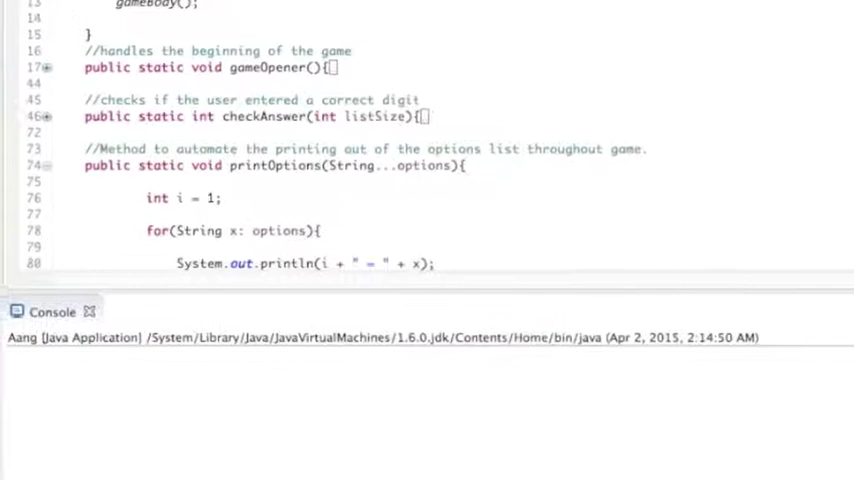 13 gameBody();
14
15 }
16 //handles the beginning of the game
17 public static void gameOpener(){
44
45 //checks if the user entered a correct digit
46 public static int checkAnswer(int listSize){
72
73 //Method to automate the printing out of the options list throughout game.
74 public static void printOptions(String...options){
75
76 int i = 1;
77
78 for(String x: options){
79
80 System.out.println(i + " = " + x);
Console
Aang [Java Application] /System/Library/Java/JavaVirtualMachines/1.6.0.jdk/Contents/Home/bin/java (Apr 2, 2015, 2:14:50 AM)